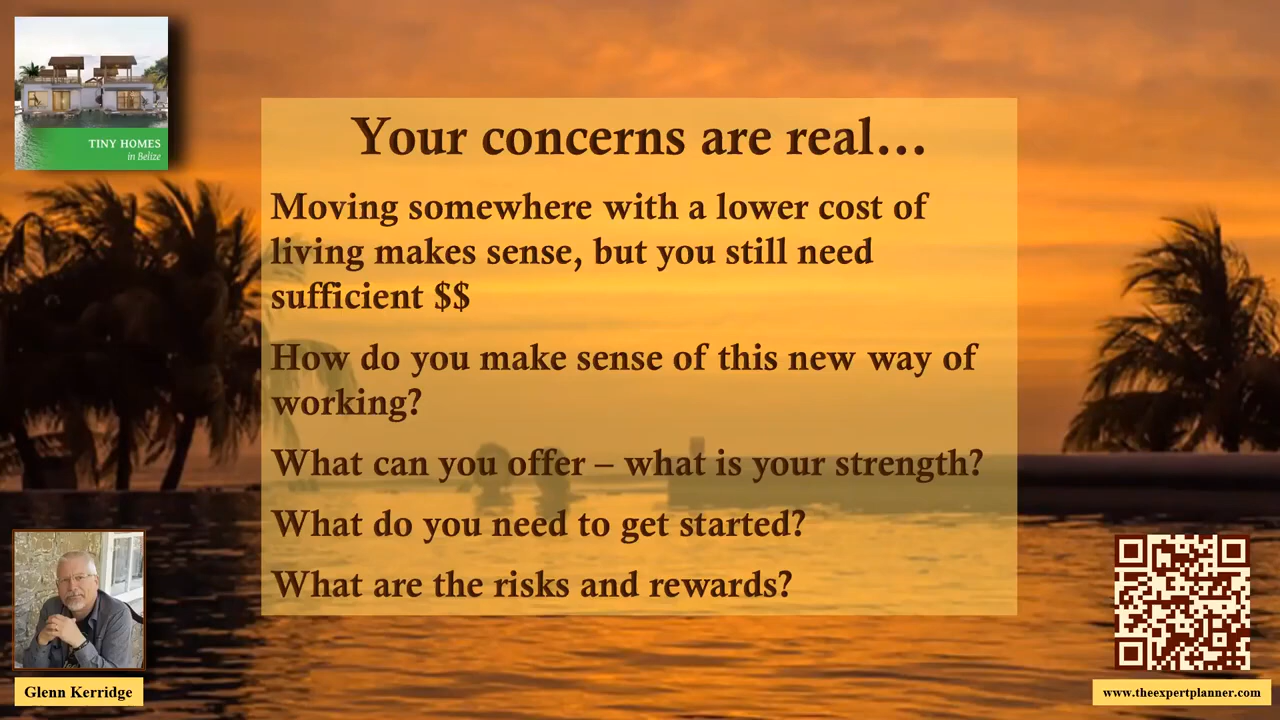 TINY HOMES
in Belize
Your concerns are real…
Moving somewhere with a lower cost of
living makes sense, but you still need
sufficient $$
How do you make sense of this new way of
working?
What can you offer – what is your strength?
What do you need to get started?
What are the risks and rewards?
Glenn Kerridge
www.theexpertplanner.com